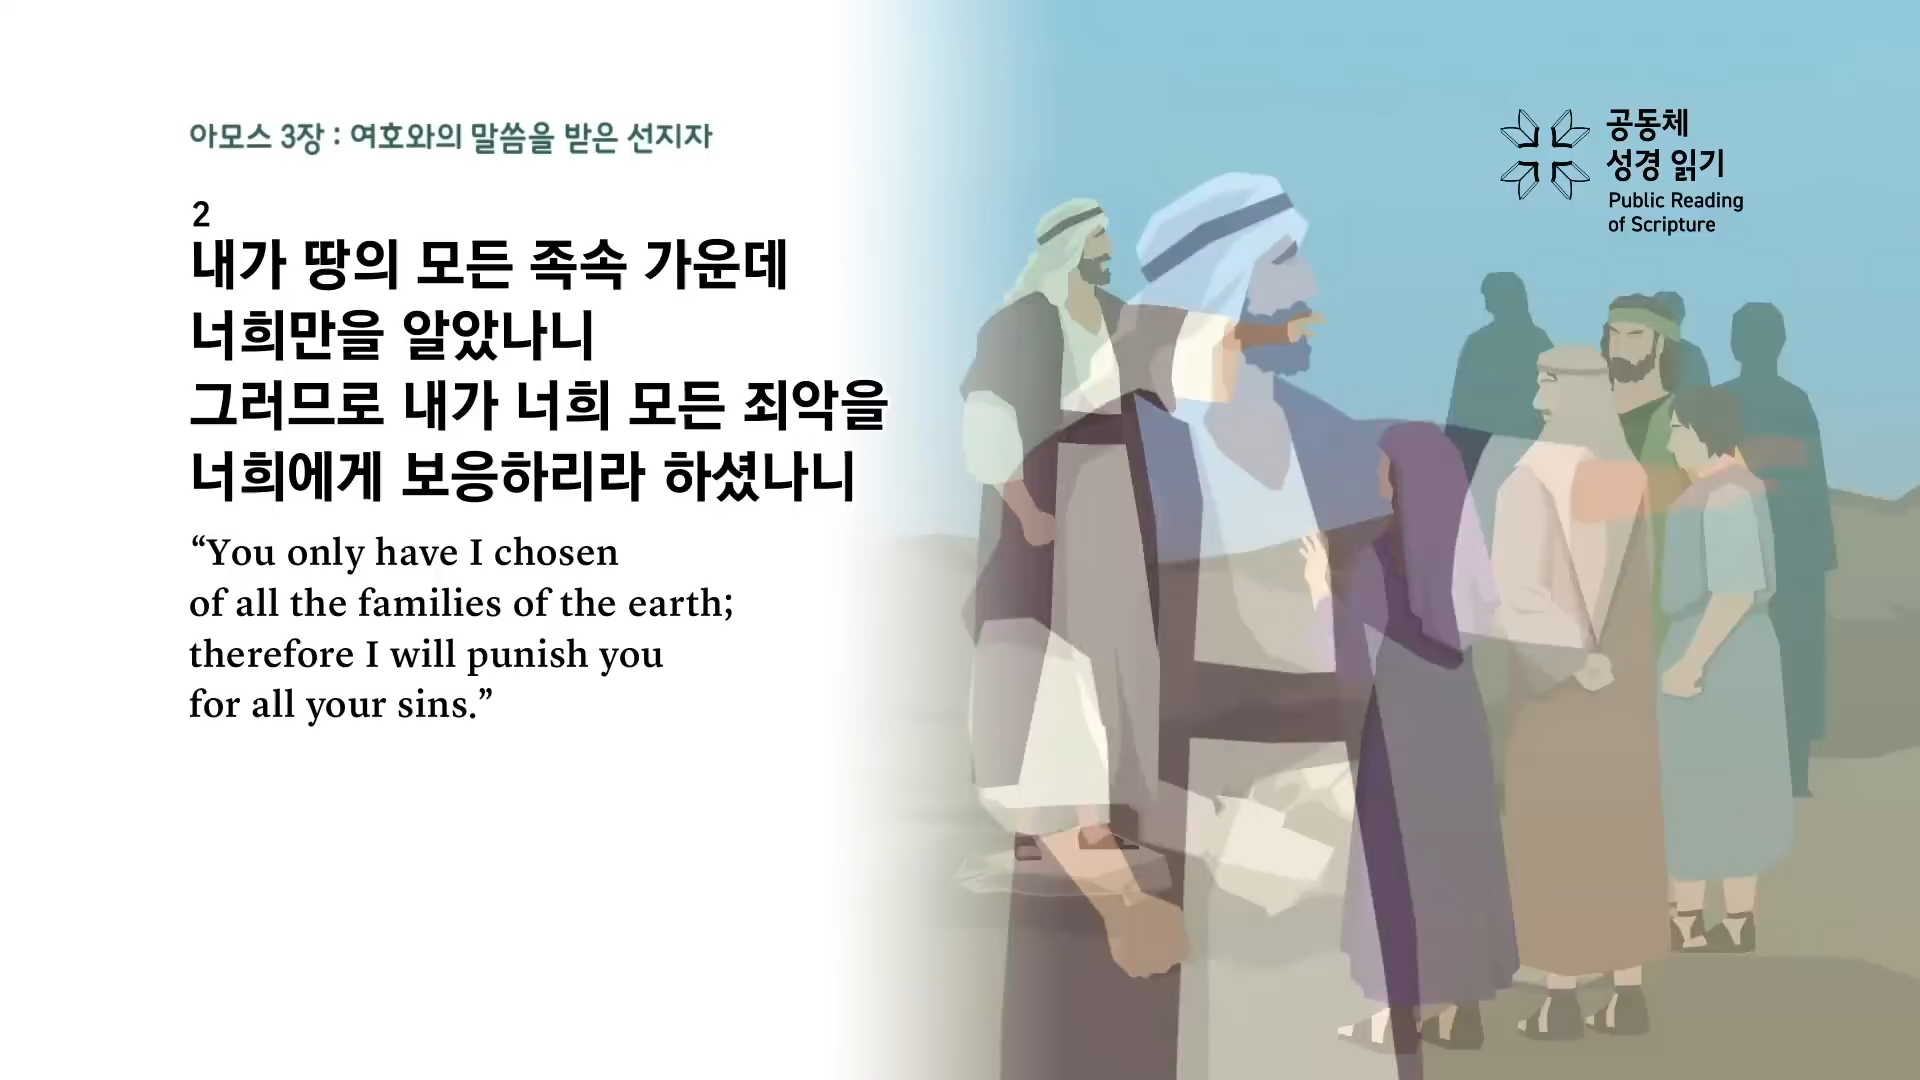 아모스 3장 : 여호와의 말씀을 받은 선지자
2
내가 땅의 모든 족속 가운데
너희만을 알았나니
그러므로 내가 너희 모든 죄악을
너희에게 보응하리라 하셨나니
“You only have I chosen
of all the families of the earth;
therefore I will punish you
for all your sins.”
공동체
성경 읽기
Public Reading
of Scripture